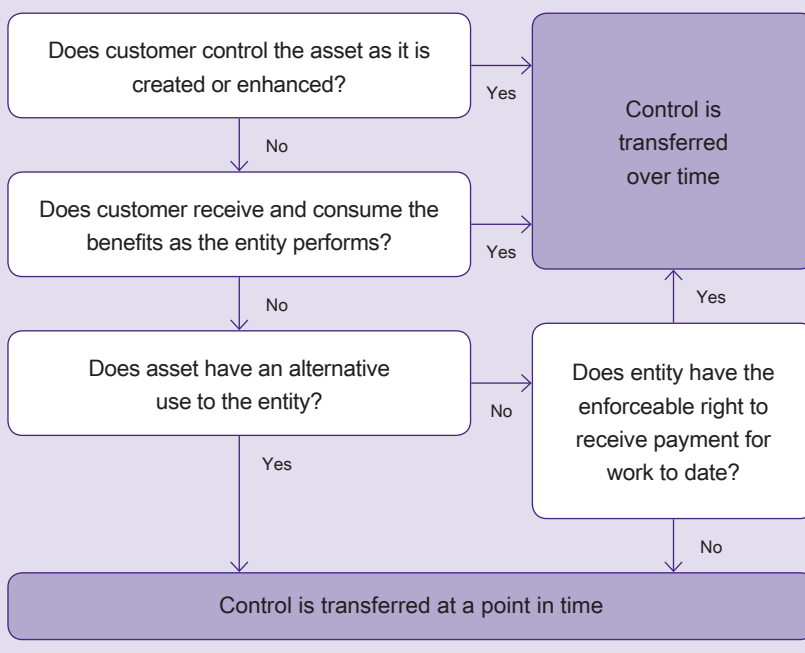 Does customer control the asset as it is
created or enhanced?
Yes
Control is
transferred
over time
No
Does customer receive and consume the
benefits as the entity performs?
Yes
No
Yes
Does asset have an alternative
use to the entity?
No
Does entity have the
enforceable right to
receive payment for
work to date?
Yes
No
Control is transferred at a point in time